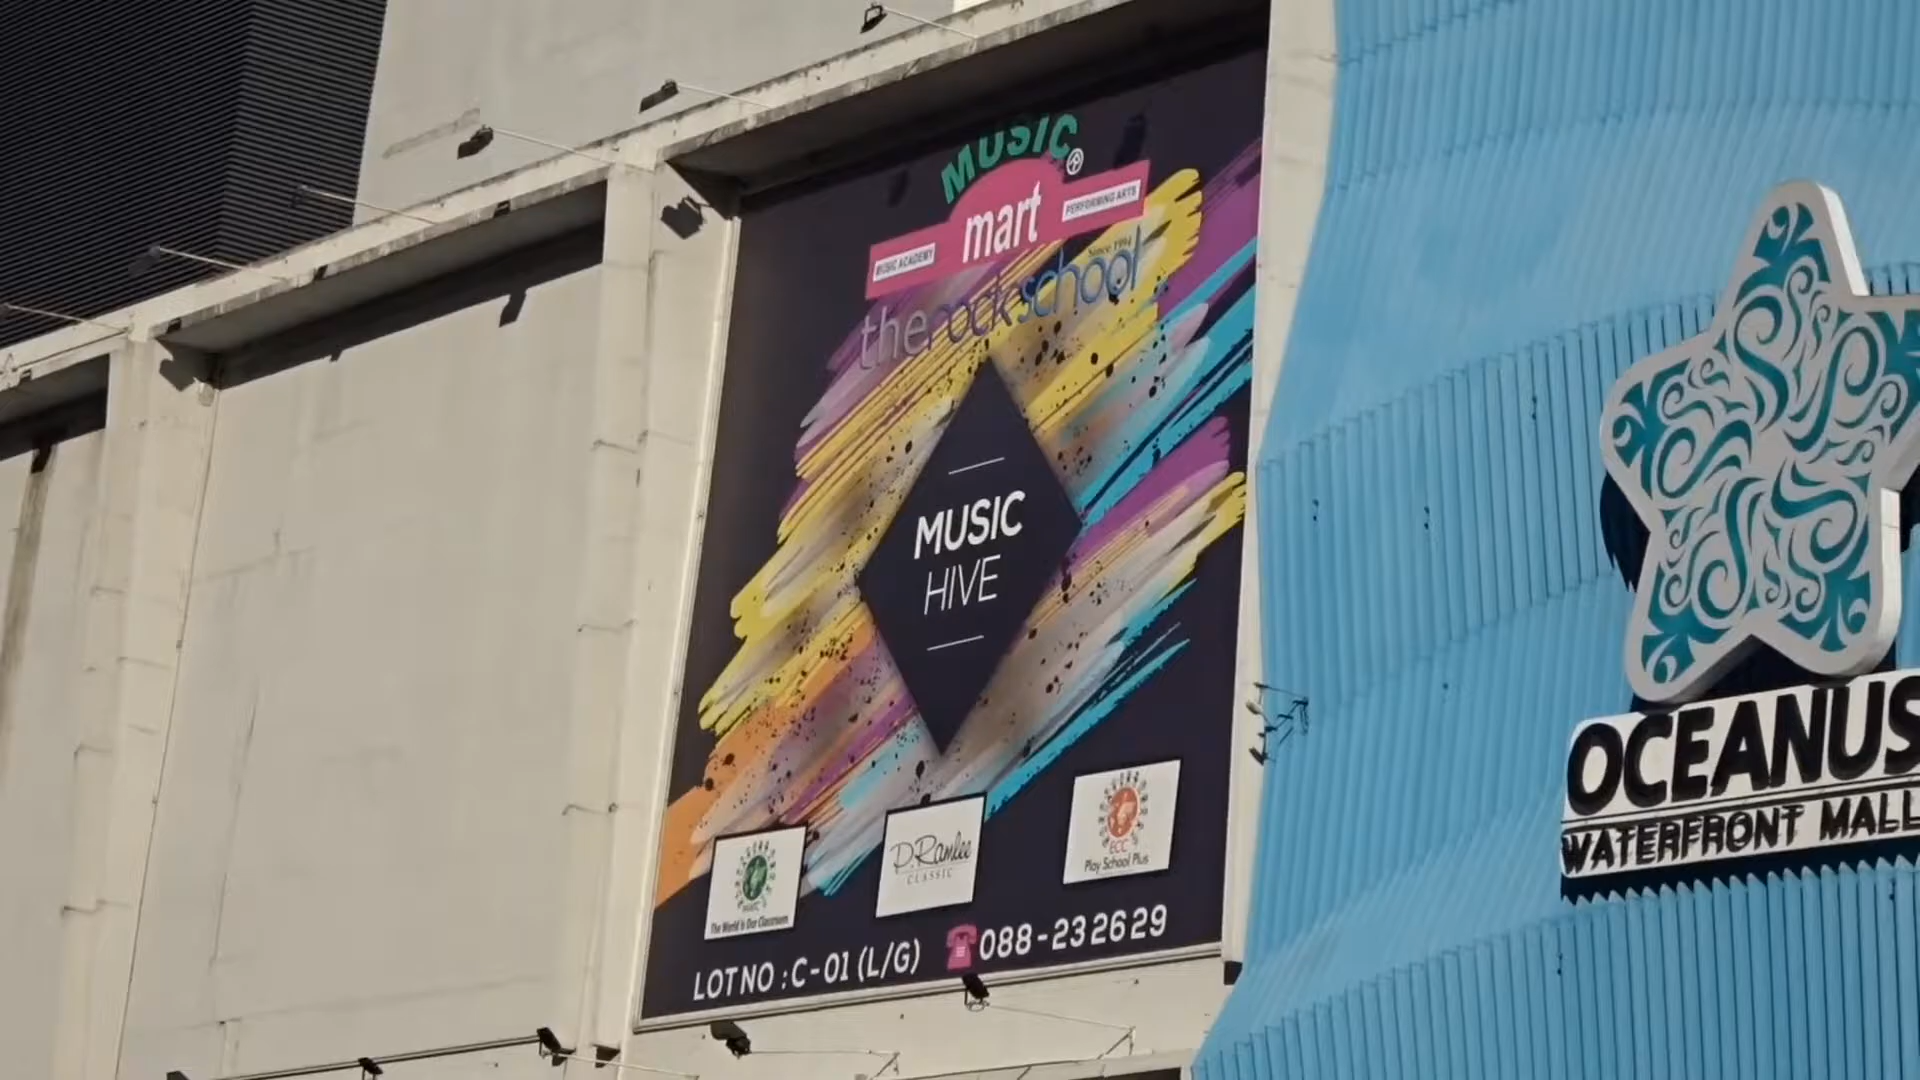 MUSIC
mart
MUSIC ACADEMY
PERFORMING ARTS
Since 1994
therockschool
MUSIC
HIVE
The World Is Our Classroom
P.Ramlee
CLASSIC
ECC
Play School Plus
LOT NO : C-01 (L/G) 088-232629
OCEANUS
WATERFRONT MALL